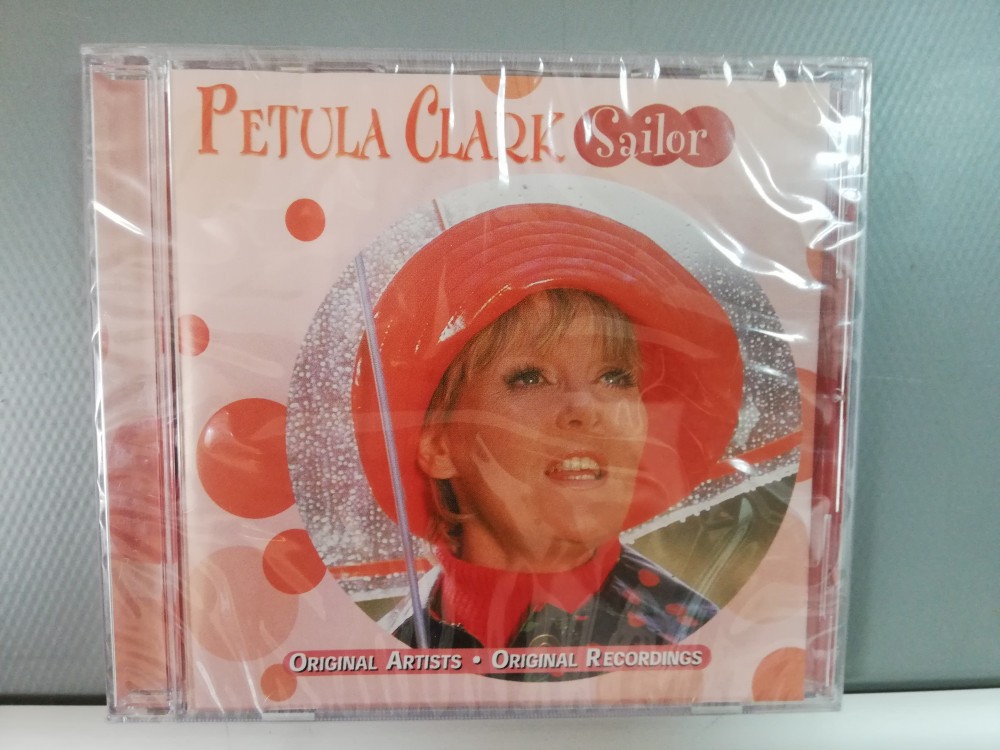 PETULA CLARK Sailor
ORIGINAL ARTISTS • ORIGINAL RECORDINGS